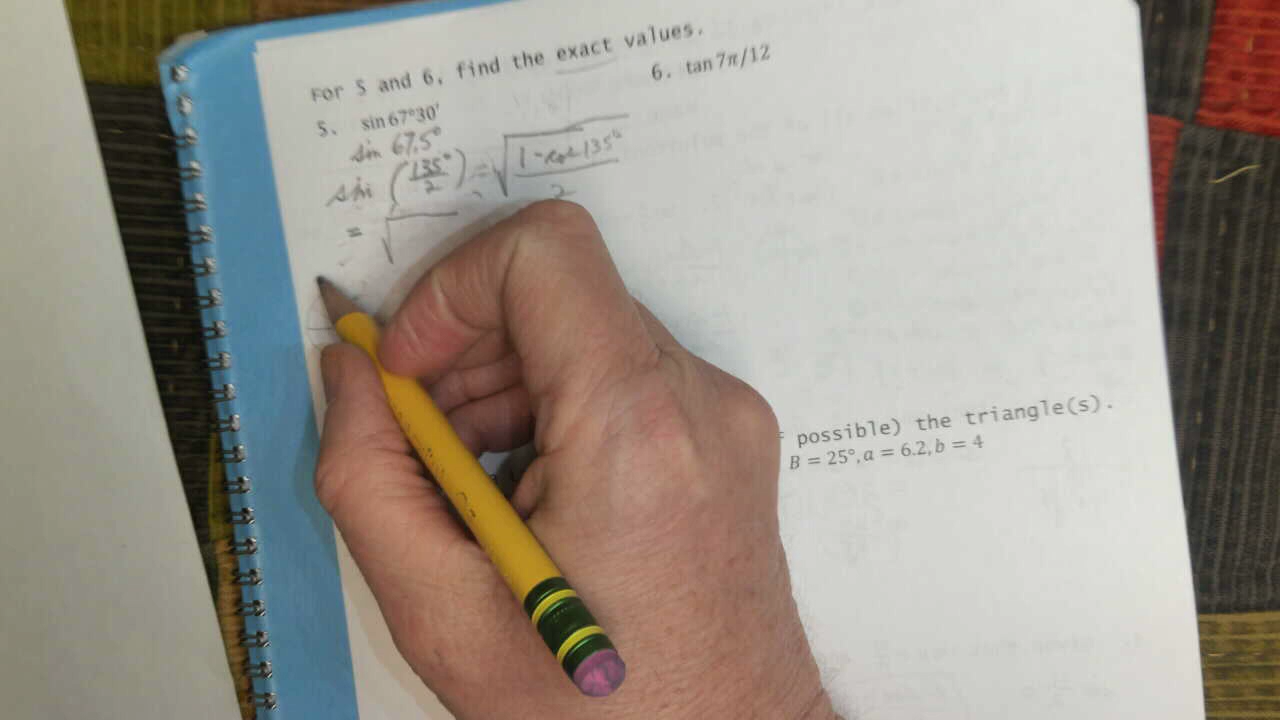 For 5 and 6, find the exact values.
5. sin 67°30′
6. tan 7π/12
sin 67.5°
sin (135°/2) = √((1 - cos 135°)/2)
= √
possible) the triangle(s).
B = 25°, a = 6.2, b = 4